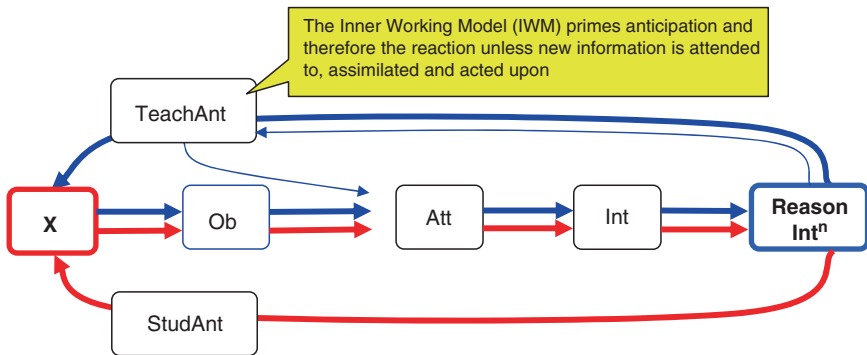 The Inner Working Model (IWM) primes anticipation and
therefore the reaction unless new information is attended
to, assimilated and acted upon
TeachAnt
X
Ob
Att
Int
Reason
Intⁿ
StudAnt